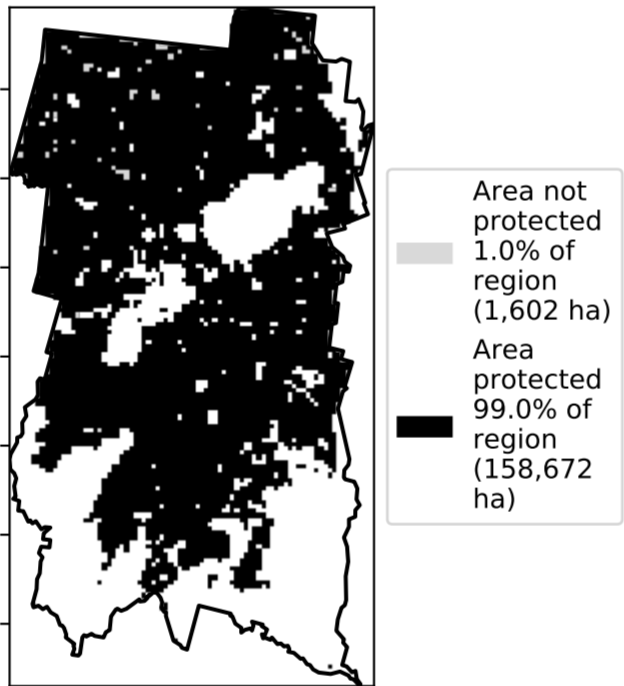 Area not
protected
1.0% of
region
(1,602 ha)
Area
protected
99.0% of
region
(158,672
ha)